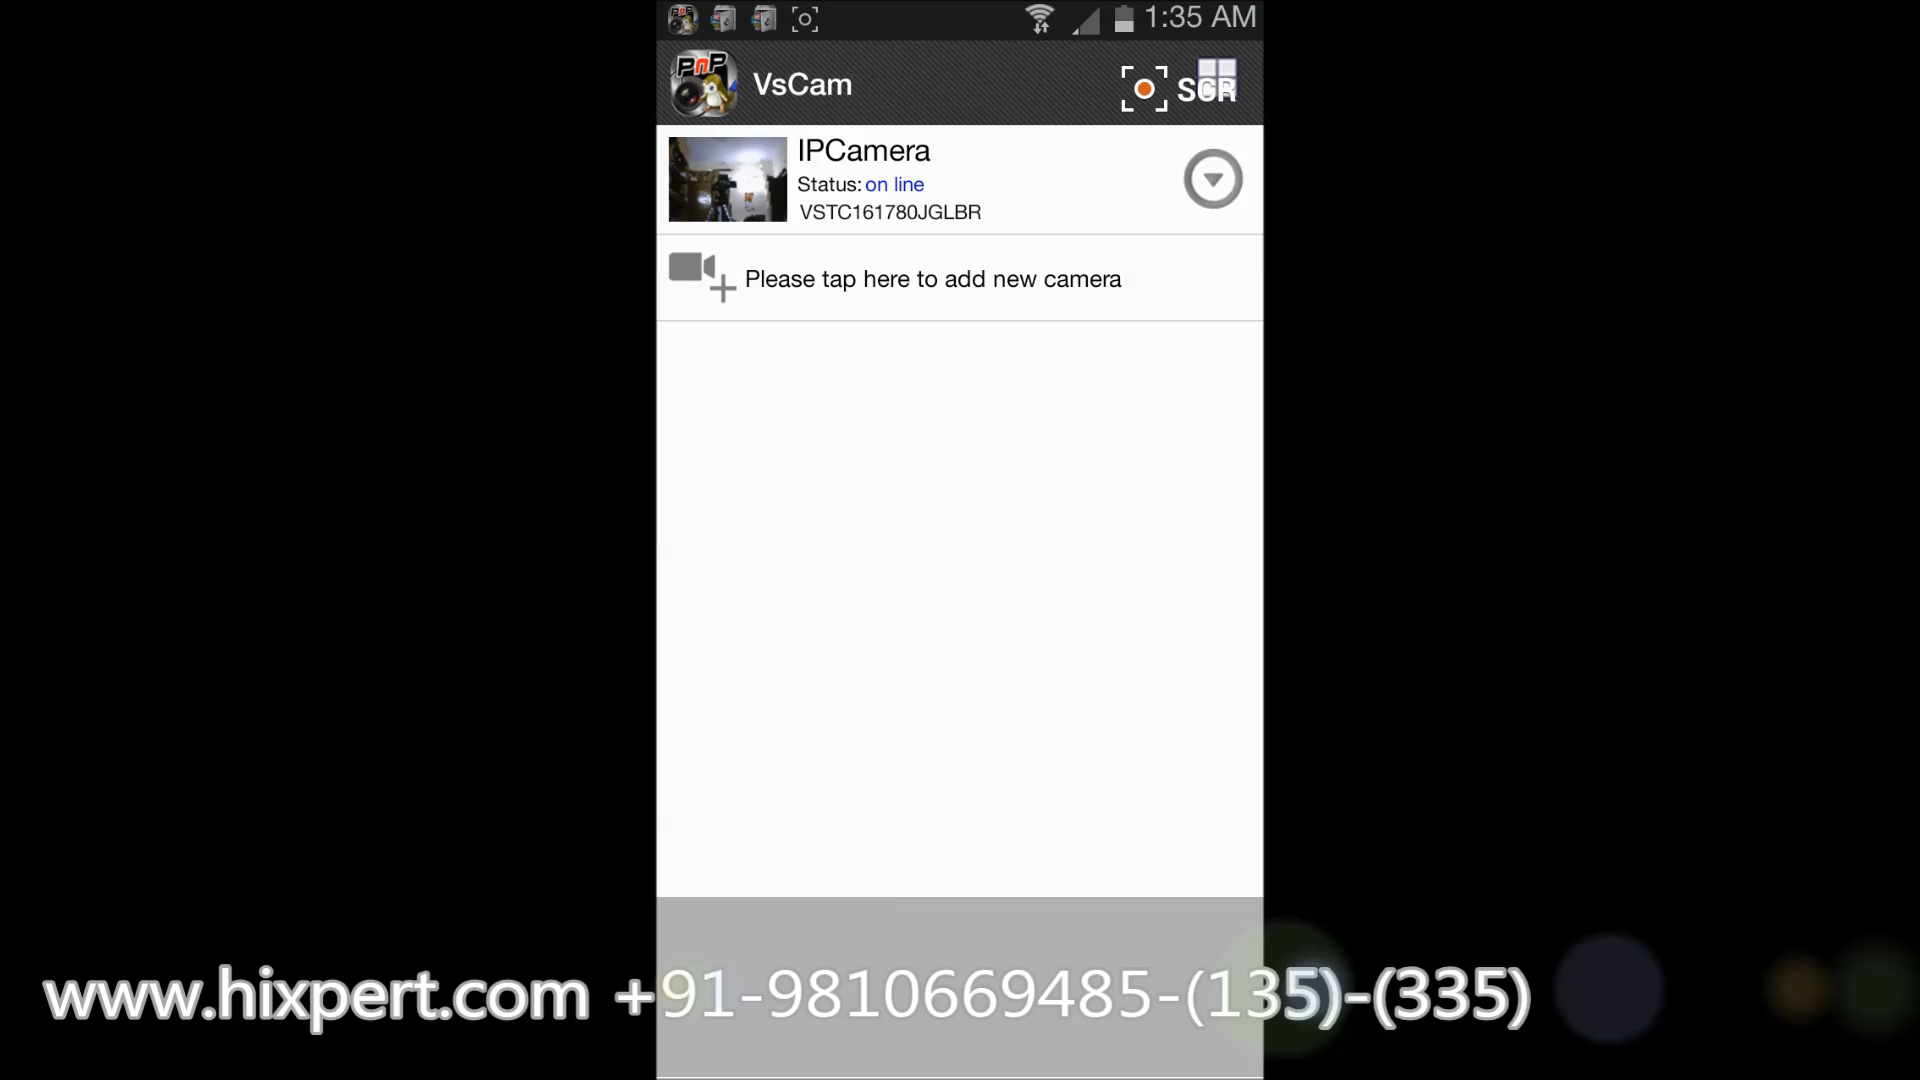 1:35 AM
PnP
VsCam
SCR
IPCamera
Status: on line
VSTC161780JGLBR
Please tap here to add new camera
www.hixpert.com +91-9810669485-(135)-(335)